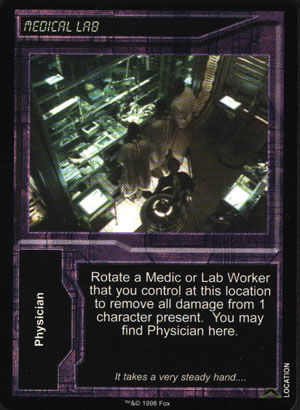 MEDICAL LAB
Physician
Rotate a Medic or Lab Worker
that you control at this location
to remove all damage from 1
character present. You may
find Physician here.
It takes a very steady hand....
LOCATION
™&© 1998 Fox